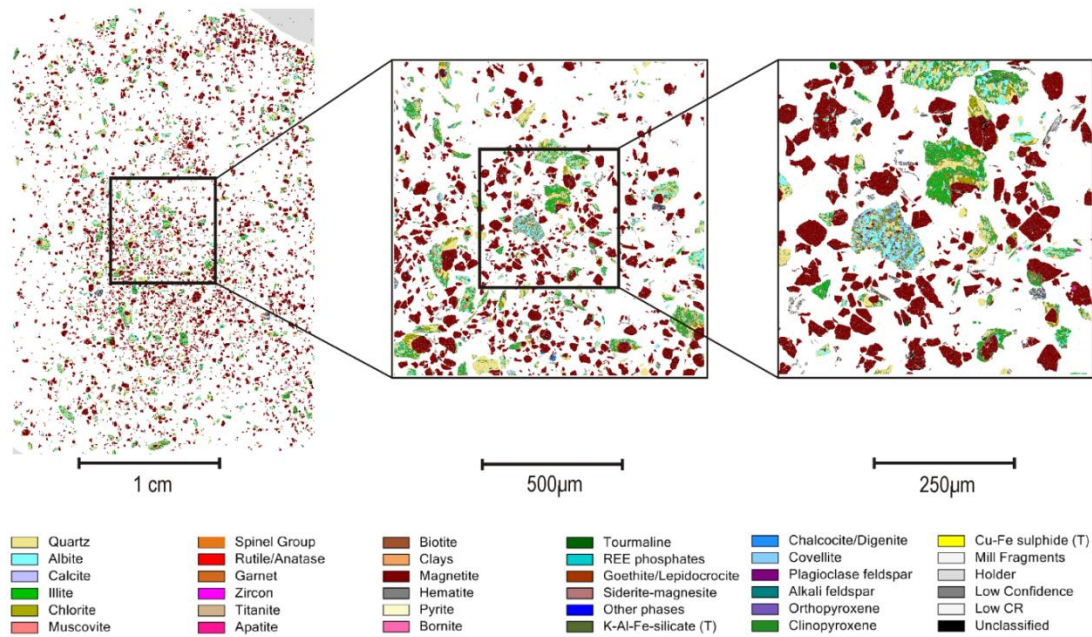 1 cm
500µm
250µm
Quartz
Albite
Calcite
Illite
Chlorite
Muscovite
Spinel Group
Rutile/Anatase
Garnet
Zircon
Titanite
Apatite
Biotite
Clays
Magnetite
Hematite
Pyrite
Bornite
Tourmaline
REE phosphates
Goethite/Lepidocrocite
Siderite-magnesite
Other phases
K-Al-Fe-silicate (T)
Chalcocite/Digenite
Covellite
Plagioclase feldspar
Alkali feldspar
Orthopyroxene
Clinopyroxene
Cu-Fe sulphide (T)
Mill Fragments
Holder
Low Confidence
Low CR
Unclassified